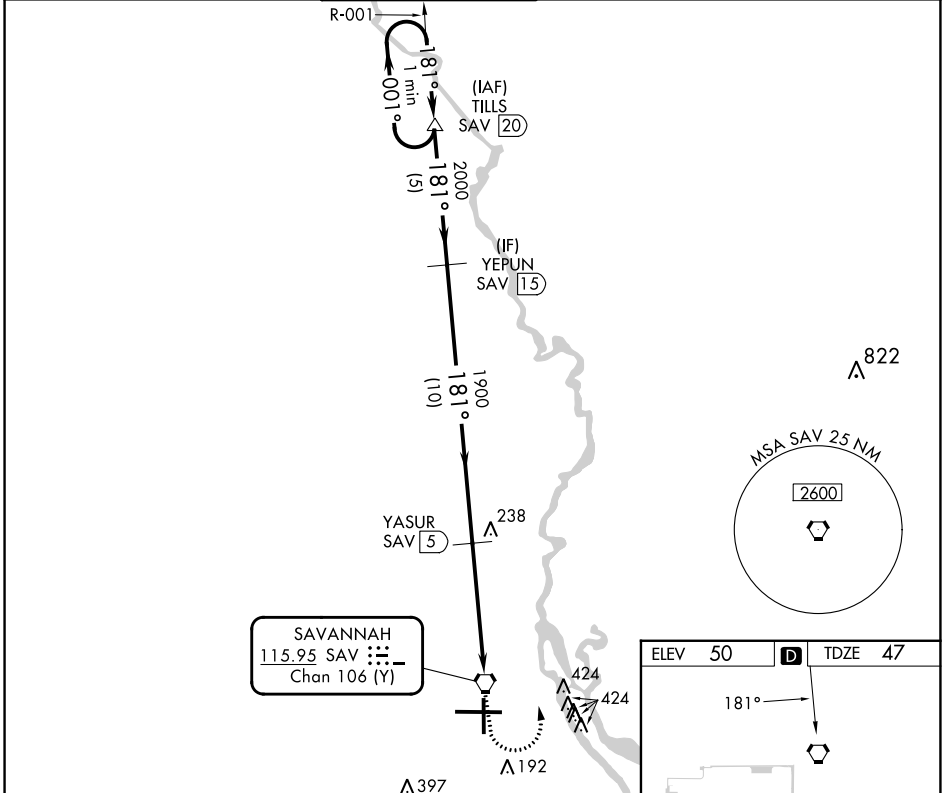 R-001
181°
1 min
001°
(IAF)
TILLS
SAV 20
2000
181°
(5)
(IF)
YEPUN
SAV 15
1900
181°
(10)
822
MSA SAV 25 NM
2600
YASUR
SAV 5
238
SAVANNAH
115.95 SAV
Chan 106 (Y)
424
424
192
397
ELEV 50 D TDZE 47
181°